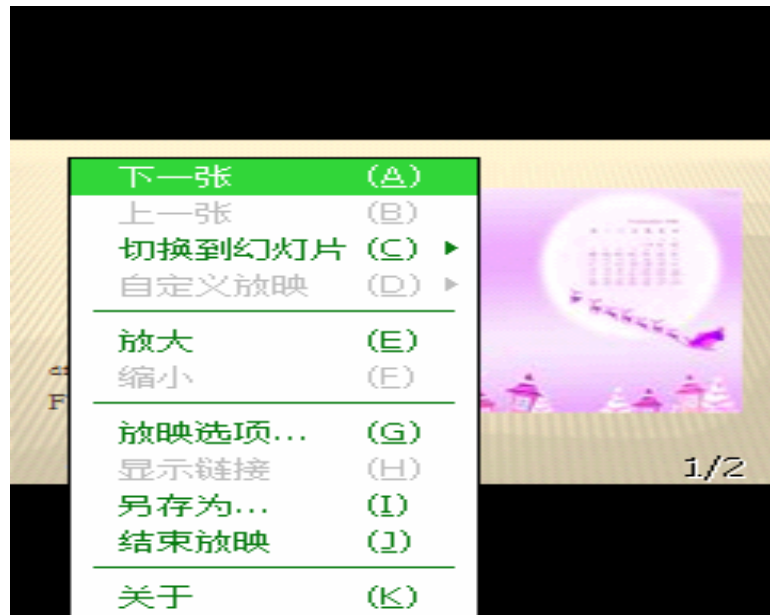 下一张 (A)
上一张 (B)
切换到幻灯片 (C)
自定义放映 (D)
放大 (E)
缩小 (F)
放映选项... (G)
显示链接 (H)
另存为... (I)
结束放映 (J)
关于 (K)
F
1/2